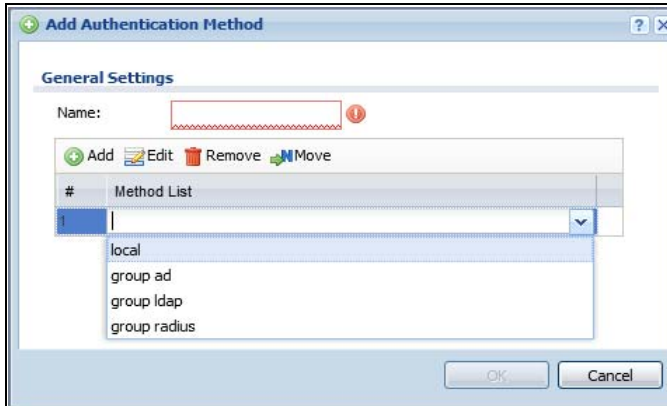 Add Authentication Method
General Settings
Name:
Add Edit Remove Move
# Method List
1
local
group ad
group ldap
group radius
OK Cancel